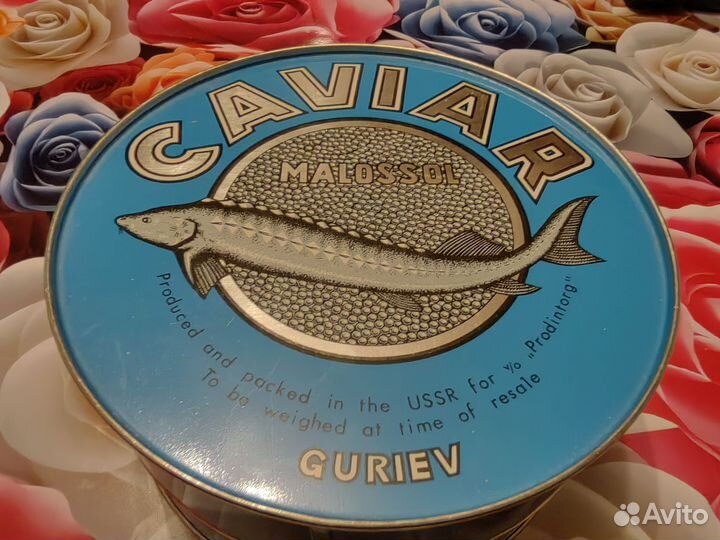 CAVIAR
MALOSSOL
Produced and packed in the USSR for v/o „Prodintorg"
To be weighed at time of resale
GURIEV
Avito